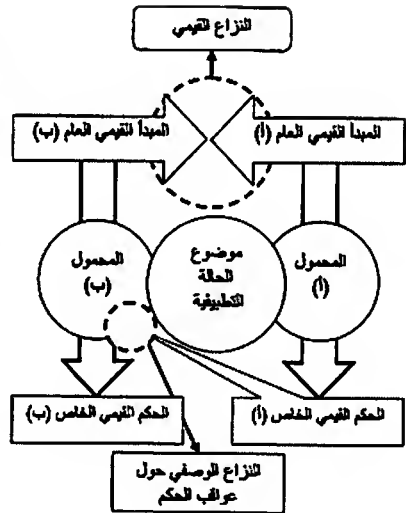 النزاع القيمي
المبدأ القيمي العام (أ)
المبدأ القيمي العام (ب)
المحمول
(أ)
موضوع
الحالة
التطبيقية
المحمول
(ب)
الحكم القيمي الخاص (أ)
الحكم القيمي الخاص (ب)
النزاع الوصفي حول
عواقب الحكم